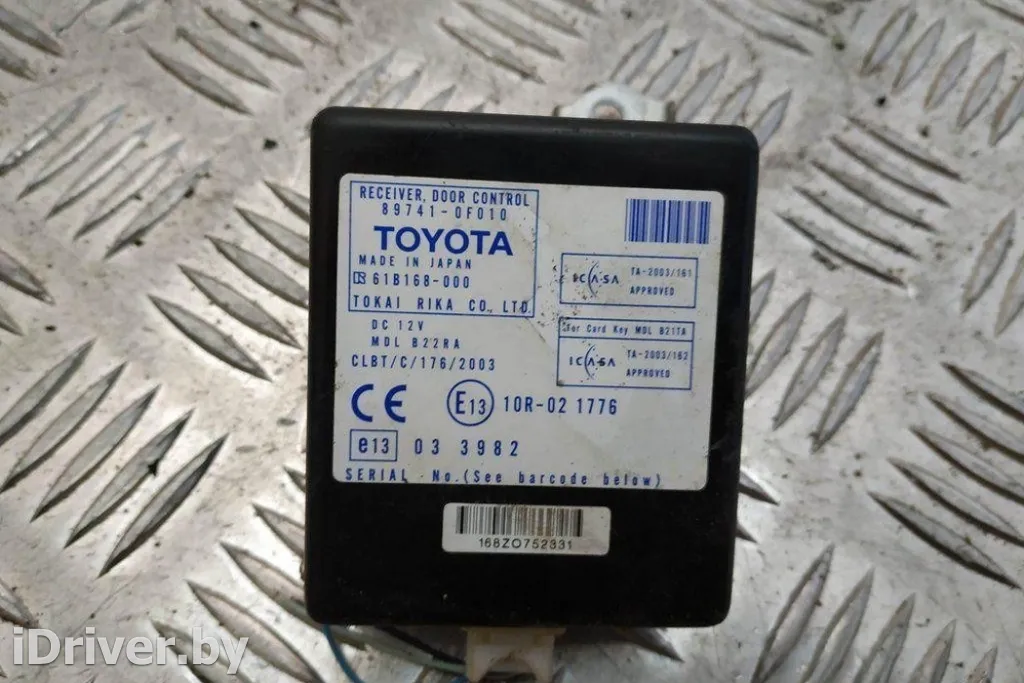 RECEIVER, DOOR CONTROL
89741-0F010
TOYOTA
MADE IN JAPAN
61B168-000
TOKAI RIKA CO., LTD.
DC 12V
MDL B22RA
CLBT/C/176/2003
ICASA
TA-2003/161
APPROVED
For Card Key MDL B21TA
ICASA
TA-2003/162
APPROVED
CE E13 10R-02 1776
e13 03 3982
SERIAL No.(See barcode below)
168Z0752331
iDriver.by